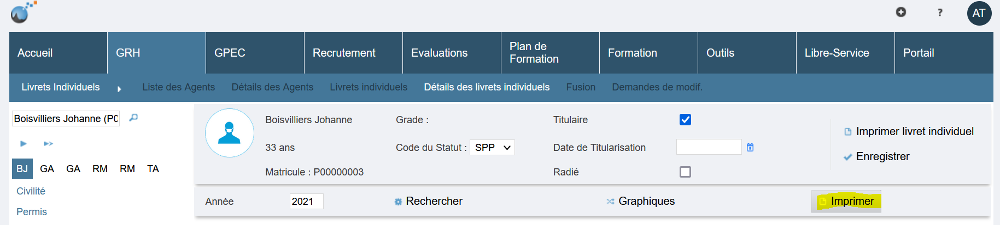 ?
AT
Accueil
GRH
GPEC
Recrutement
Evaluations
Plan de
Formation
Formation
Outils
Libre-Service
Portail
Livrets Individuels
Liste des Agents
Détails des Agents
Livrets individuels
Détails des livrets individuels
Fusion
Demandes de modif.
Boisvilliers Johanne (P0
BJ
GA
GA
RM
RM
TA
Civilité
Permis
Boisvilliers Johanne
Grade :
Titulaire
33 ans
Code du Statut : SPP
Date de Titularisation
Matricule : P00000003
Radié
Imprimer livret individuel
Enregistrer
Année
2021
Rechercher
Graphiques
Imprimer